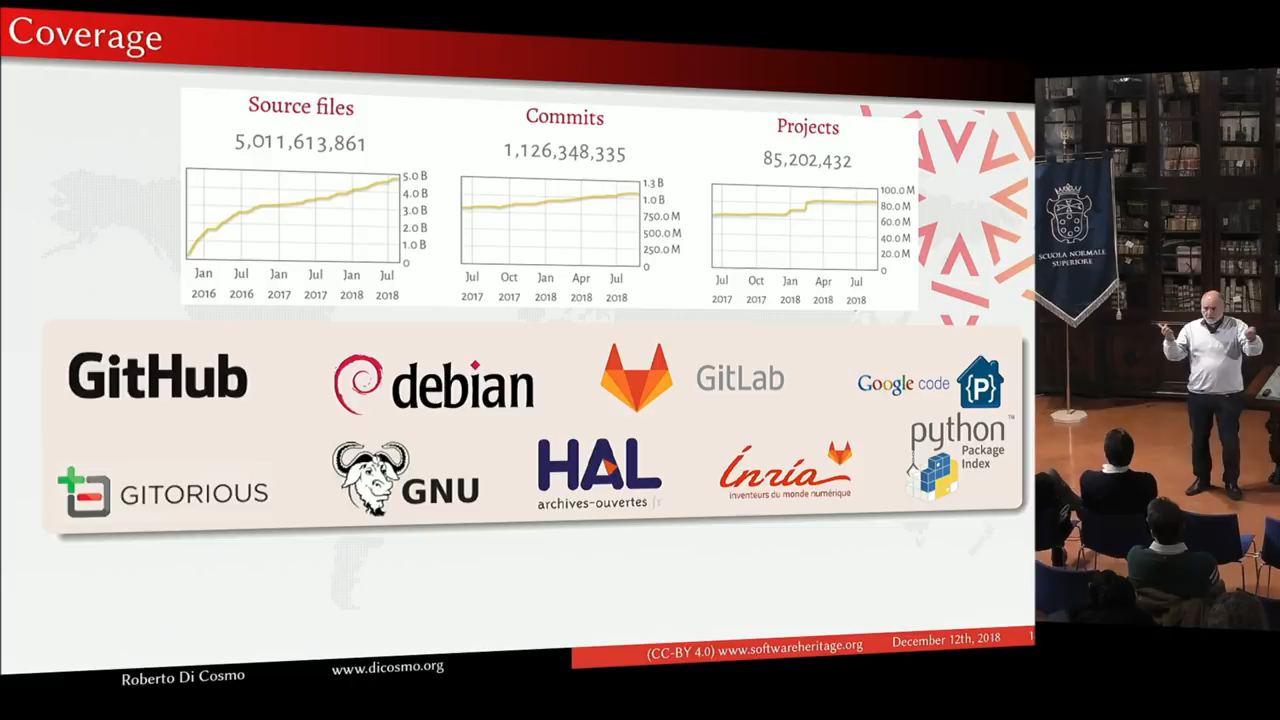 Coverage
Source files
5,011,613,861
5.0 B
4.0 B
3.0 B
2.0 B
1.0 B
0
Jan Jul Jan Jul Jan Jul
2016 2016 2017 2017 2018 2018
Commits
1,126,348,335
1.3 B
1.0 B
750.0 M
500.0 M
250.0 M
0
Jul Oct Jan Apr Jul
2017 2017 2018 2018 2018
Projects
85,202,432
100.0 M
80.0 M
60.0 M
40.0 M
20.0 M
0
Jul Oct Jan Apr Jul
2017 2017 2018 2018 2018
GitHub
debian
GitLab
Google code
{P}
GITORIOUS
GNU
HAL
archives-ouvertes.fr
Inría
inventeurs du monde numérique
python™
Package
Index
(CC-BY 4.0) www.softwareheritage.org December 12th, 2018 1
Roberto Di Cosmo www.dicosmo.org
SCUOLA NORMALE
SUPERIORE